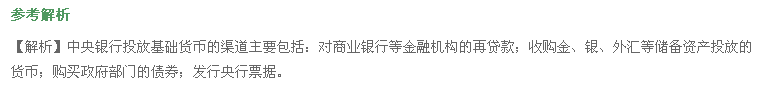 参考解析
【解析】中央银行投放基础货币的渠道主要包括：对商业银行等金融机构的再贷款；收购金、银、外汇等储备资产投放的
货币；购买政府部门的债券；发行央行票据。